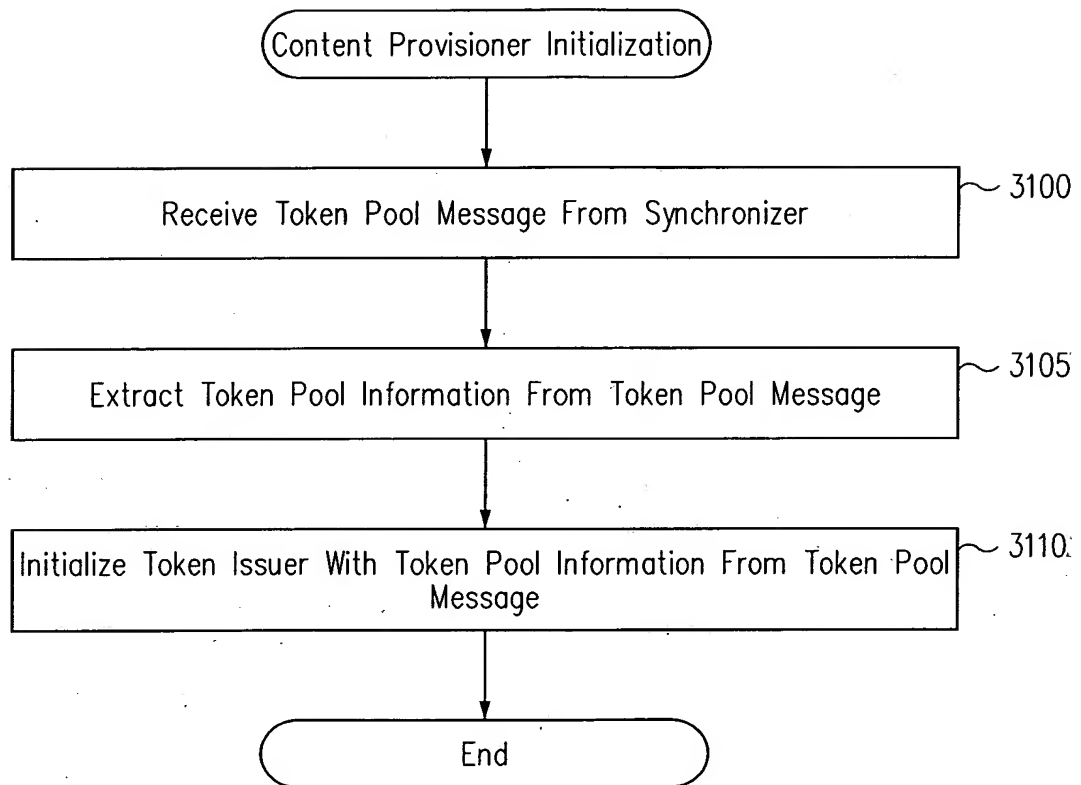 Content Provisioner Initialization
3100
Receive Token Pool Message From Synchronizer
3105
Extract Token Pool Information From Token Pool Message
3110
Initialize Token Issuer With Token Pool Information From Token Pool
Message
End